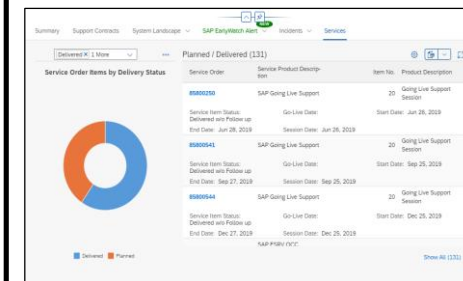 Summary Support Contracts System Landscape SAP EarlyWatch Alert Incidents Services
NEW
Delivered 1 More
Service Order Items by Delivery Status
Delivered Planned
Planned / Delivered (131)
Service Order Service Product Descrip-
tion Item No. Product Description
85800250 SAP Going Live Support 20 Going Live Support
Session
Service Item Status: Go-Live Date: Start Date: Jun 26, 2019
Delivered w/o Follow up
End Date: Jun 28, 2019 Session Date: Jun 26, 2019
85800541 SAP Going Live Support 20 Going Live Support
Session
Service Item Status: Go-Live Date: Start Date: Sep 25, 2019
Delivered w/o Follow up
End Date: Sep 27, 2019 Session Date: Sep 25, 2019
85800544 SAP Going Live Support 20 Going Live Support
Session
Service Item Status: Go-Live Date: Start Date: Dec 25, 2019
Delivered w/o Follow up
End Date: Dec 27, 2019 Session Date: Dec 25, 2019
Show All (131)